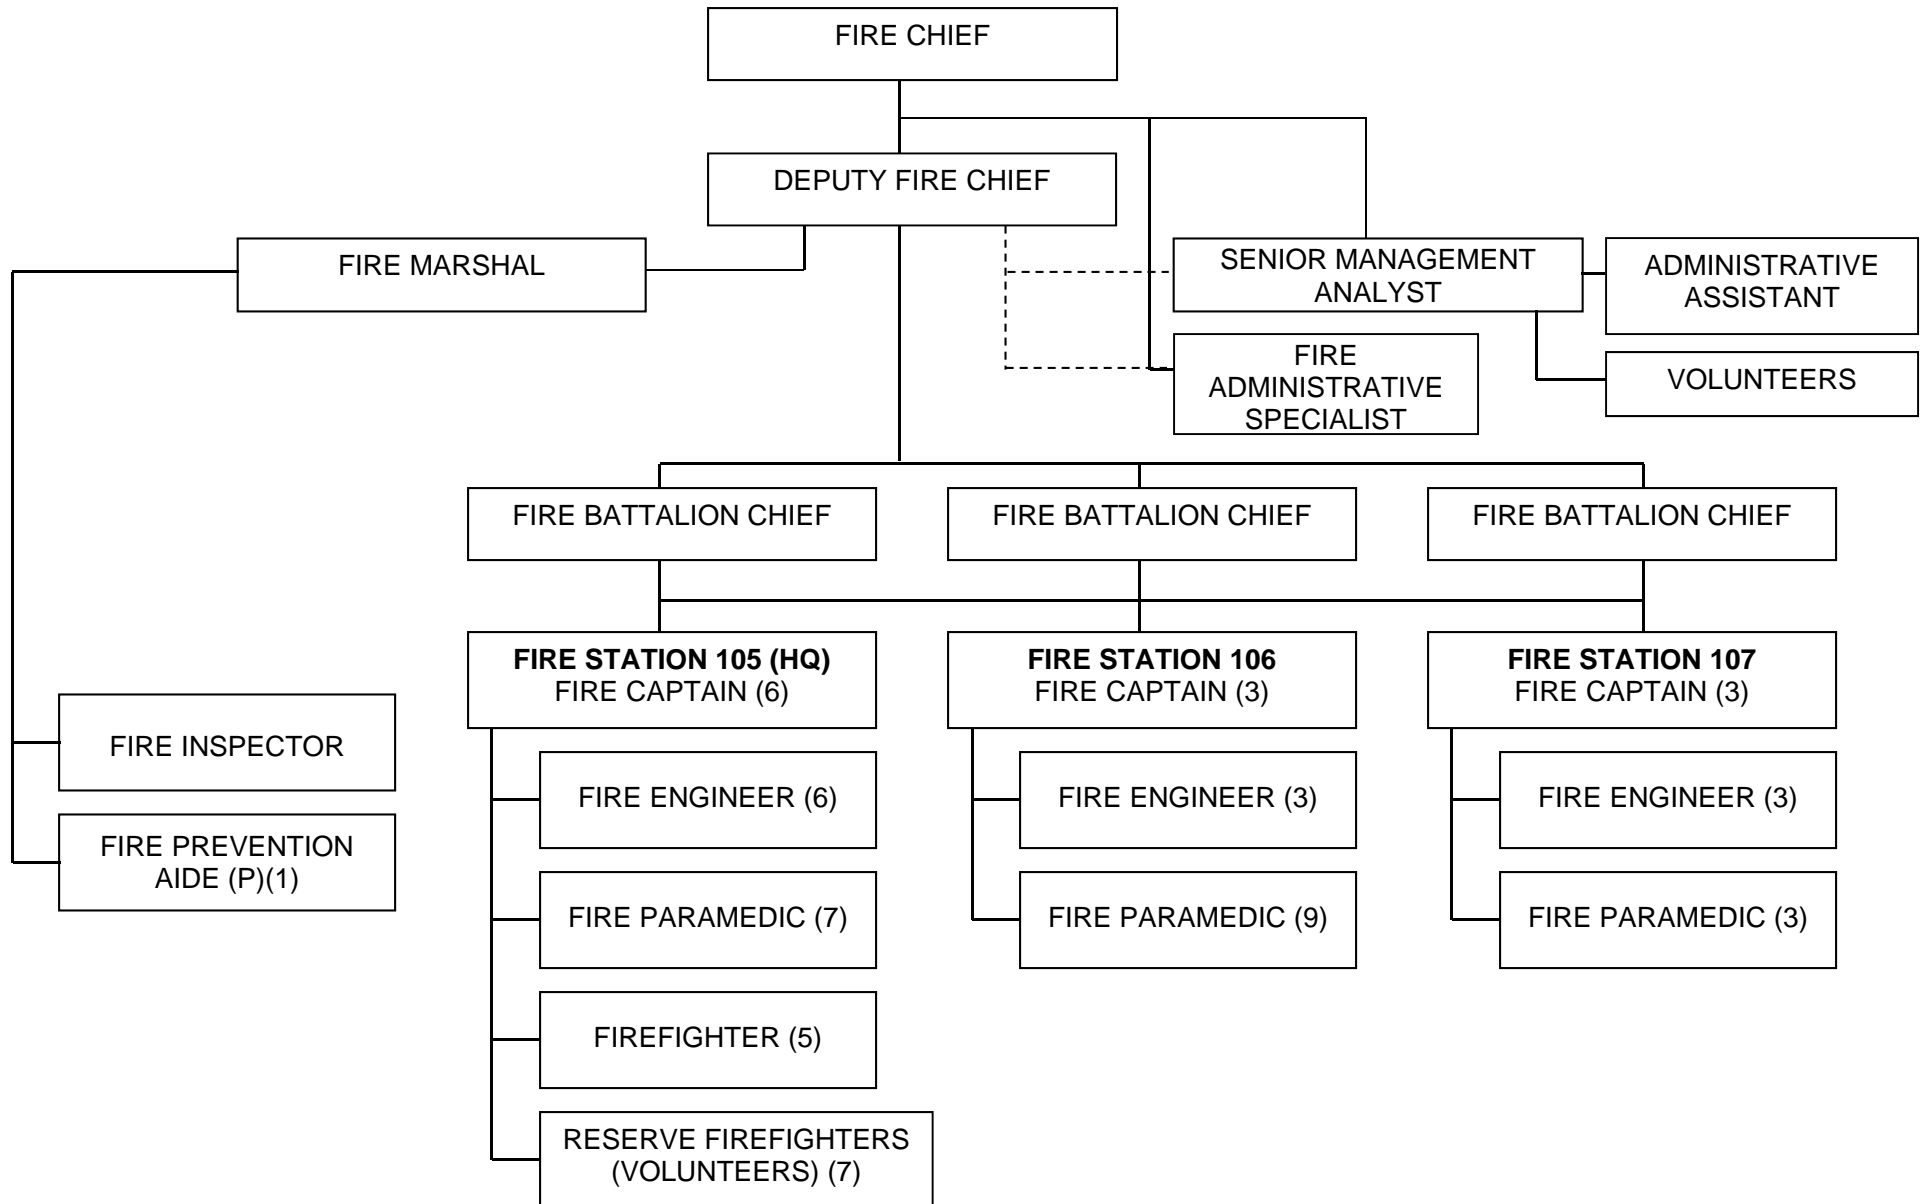 FIRE CHIEF
DEPUTY FIRE CHIEF
FIRE MARSHAL
SENIOR MANAGEMENT
ANALYST
ADMINISTRATIVE
ASSISTANT
FIRE
ADMINISTRATIVE
SPECIALIST
VOLUNTEERS
FIRE BATTALION CHIEF
FIRE BATTALION CHIEF
FIRE BATTALION CHIEF
FIRE STATION 105 (HQ)
FIRE CAPTAIN (6)
FIRE STATION 106
FIRE CAPTAIN (3)
FIRE STATION 107
FIRE CAPTAIN (3)
FIRE INSPECTOR
FIRE PREVENTION
AIDE (P)(1)
FIRE ENGINEER (6)
FIRE PARAMEDIC (7)
FIREFIGHTER (5)
RESERVE FIREFIGHTERS
(VOLUNTEERS) (7)
FIRE ENGINEER (3)
FIRE PARAMEDIC (9)
FIRE ENGINEER (3)
FIRE PARAMEDIC (3)